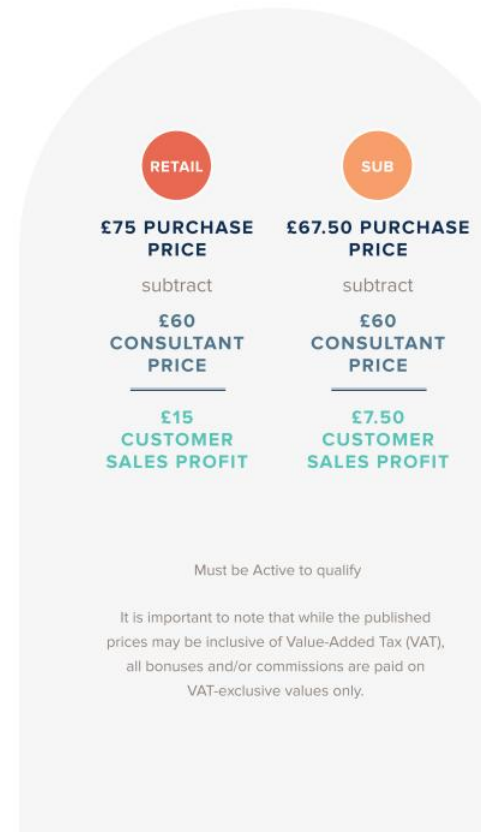 RETAIL
£75 PURCHASE
PRICE
subtract
£60
CONSULTANT
PRICE
£15
CUSTOMER
SALES PROFIT
SUB
£67.50 PURCHASE
PRICE
subtract
£60
CONSULTANT
PRICE
£7.50
CUSTOMER
SALES PROFIT
Must be Active to qualify
It is important to note that while the published
prices may be inclusive of Value-Added Tax (VAT),
all bonuses and/or commissions are paid on
VAT-exclusive values only.